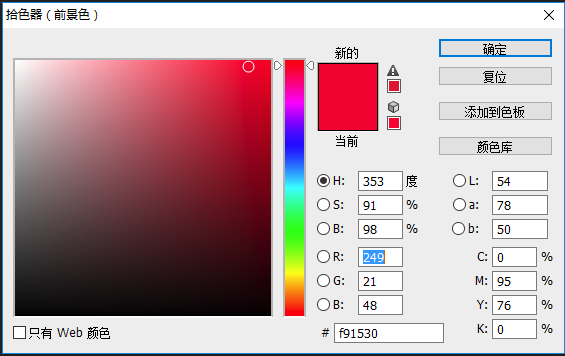 拾色器（前景色）
新的
当前
确定
复位
添加到色板
颜色库
H: 353 度
S: 91 %
B: 98 %
R: 249
G: 21
B: 48
L: 54
a: 78
b: 50
C: 0 %
M: 95 %
Y: 76 %
K: 0 %
# f91530
只有 Web 颜色